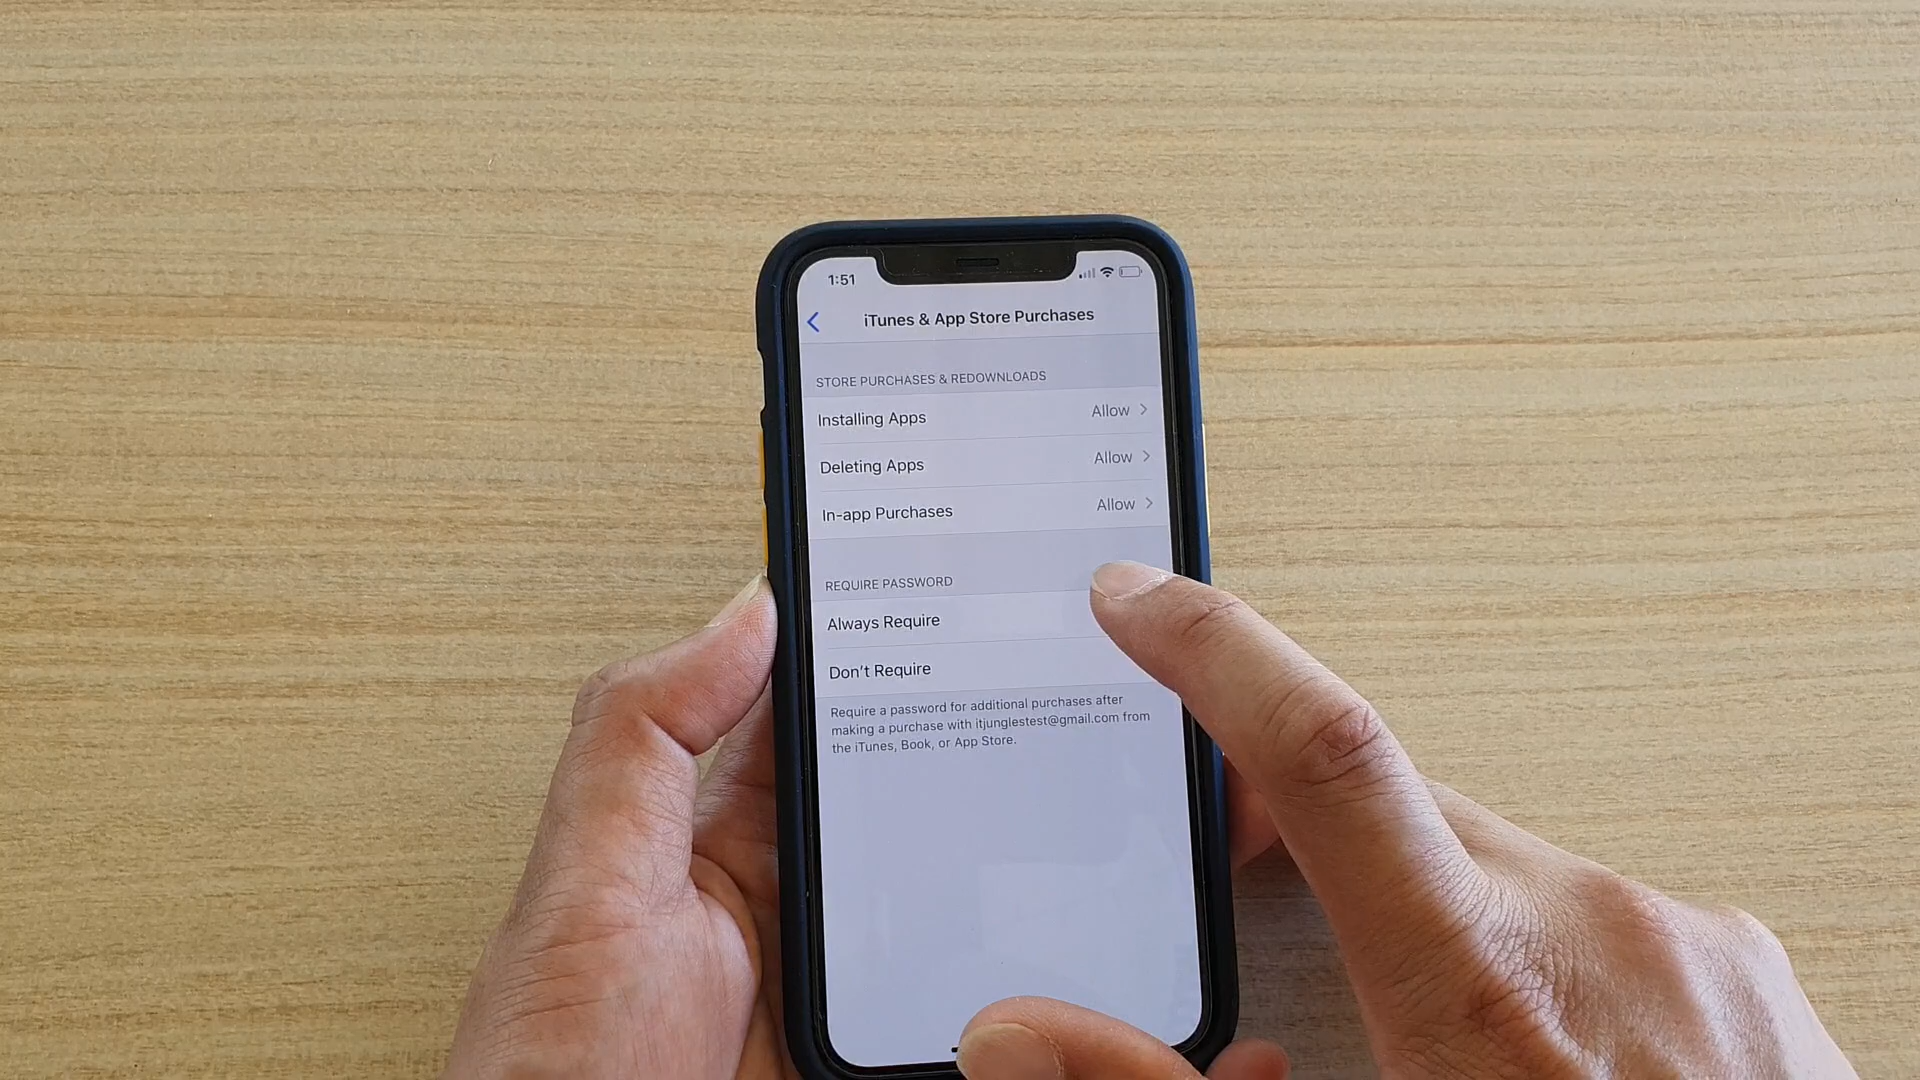 1:51
iTunes & App Store Purchases
STORE PURCHASES & REDOWNLOADS
Installing Apps Allow
Deleting Apps Allow
In-app Purchases Allow
REQUIRE PASSWORD
Always Require
Don't Require
Require a password for additional purchases after
making a purchase with itjunglestest@gmail.com from
the iTunes, Book, or App Store.